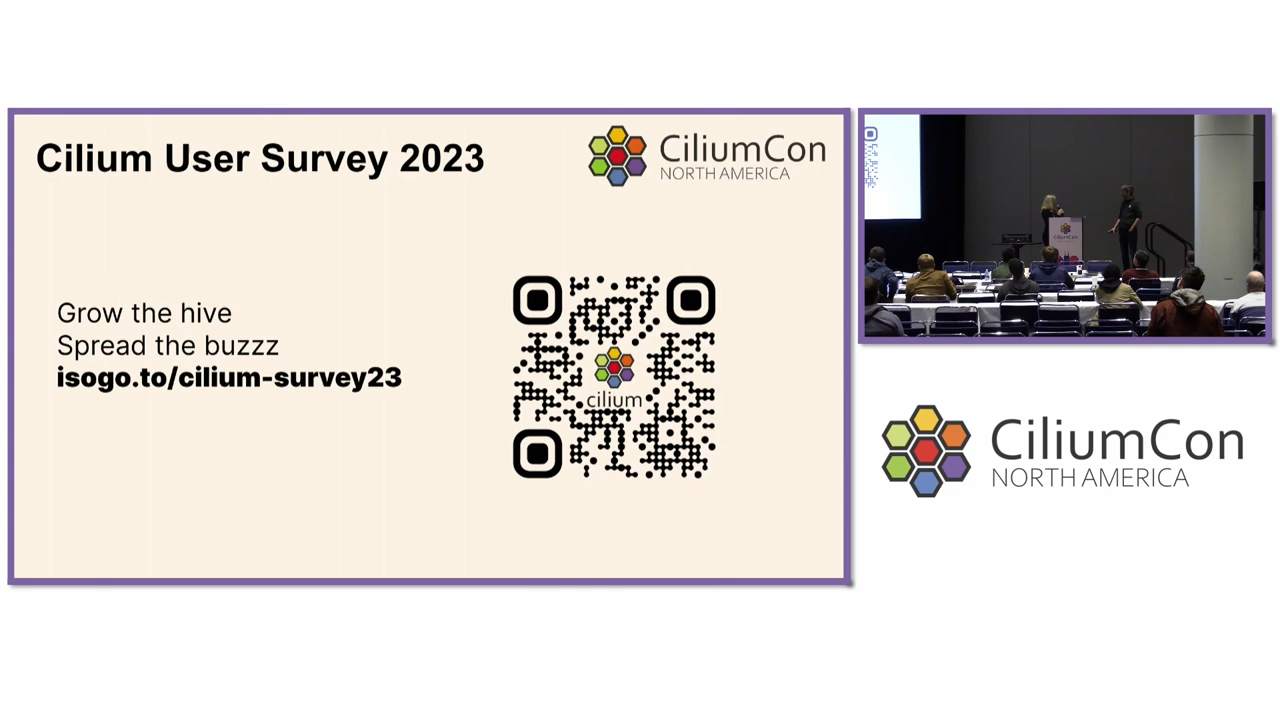 Cilium User Survey 2023
CiliumCon
NORTH AMERICA
Grow the hive
Spread the buzzz
isogo.to/cilium-survey23
cilium
CiliumCon
CiliumCon
NORTH AMERICA